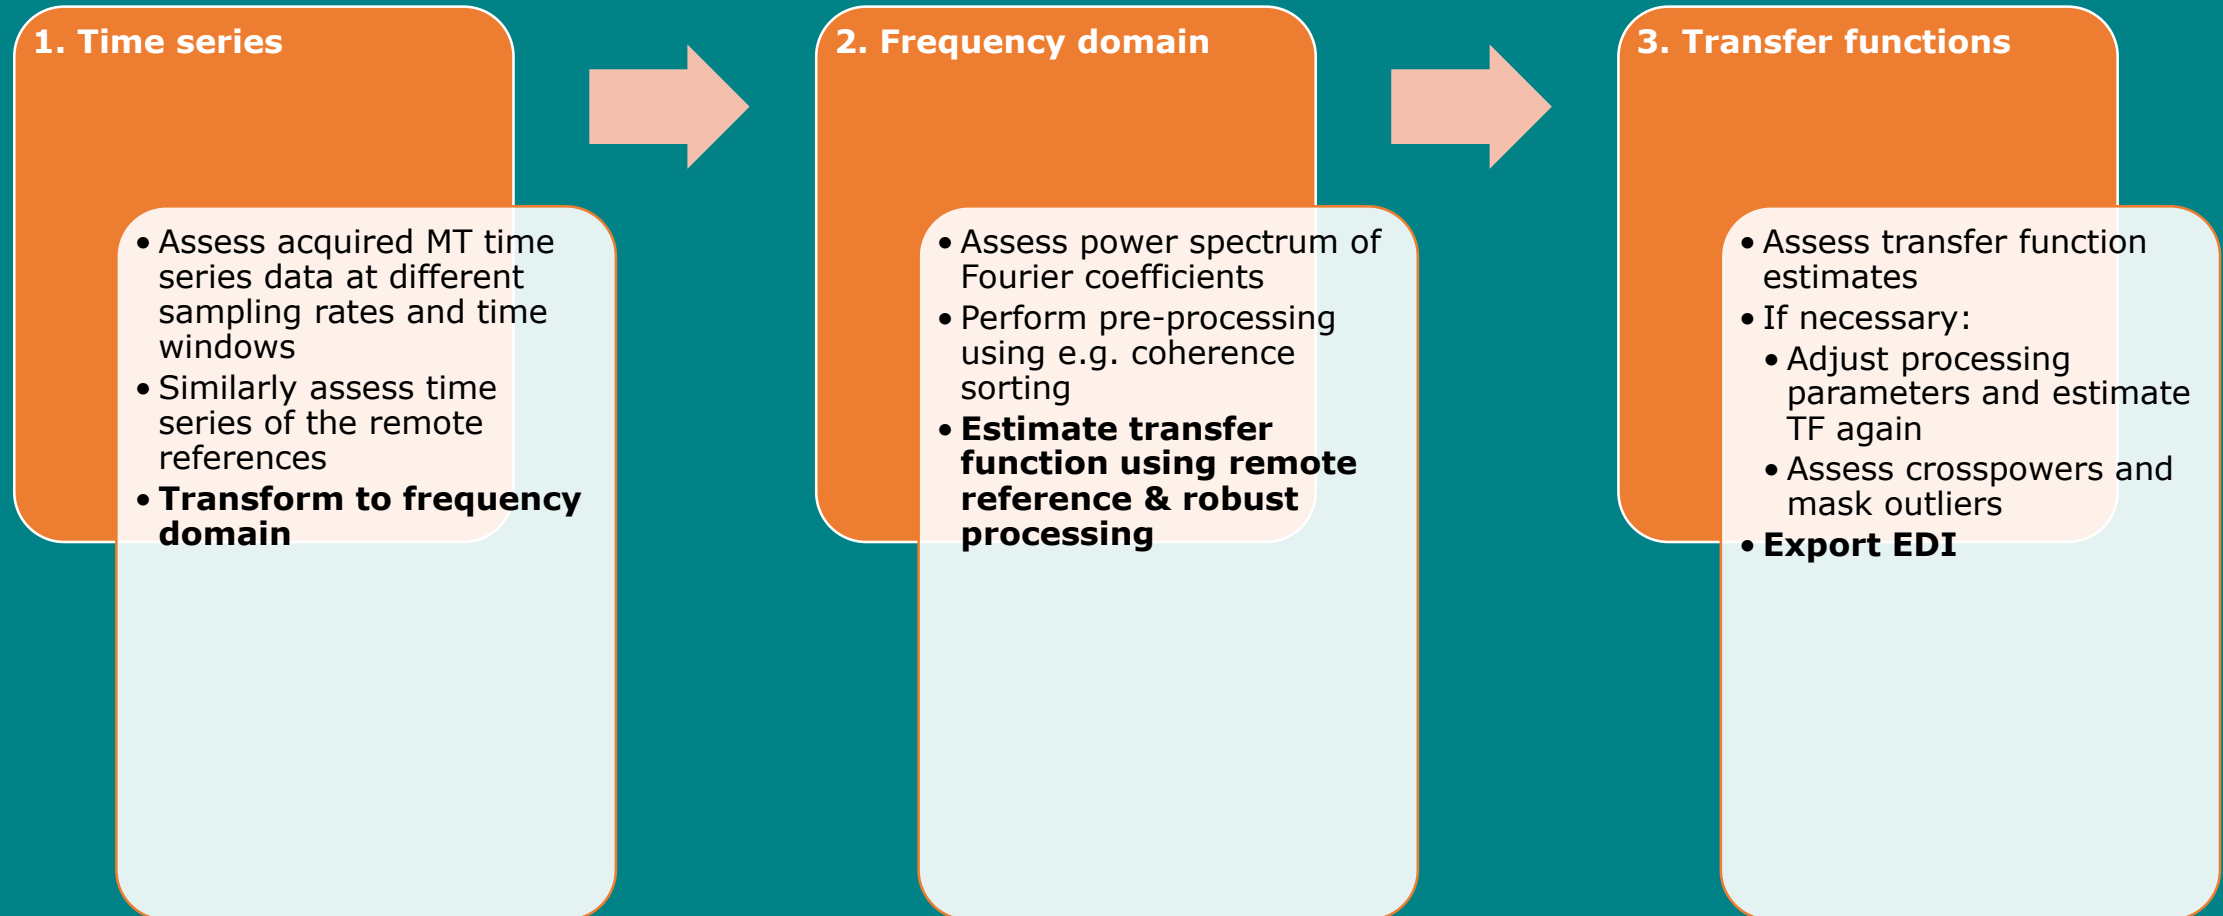 1. Time series
• Assess acquired MT time
series data at different
sampling rates and time
windows
• Similarly assess time
series of the remote
references
• Transform to frequency
domain
2. Frequency domain
• Assess power spectrum of
Fourier coefficients
• Perform pre-processing
using e.g. coherence
sorting
• Estimate transfer
function using remote
reference & robust
processing
3. Transfer functions
• Assess transfer function
estimates
• If necessary:
• Adjust processing
parameters and estimate
TF again
• Assess crosspowers and
mask outliers
• Export EDI